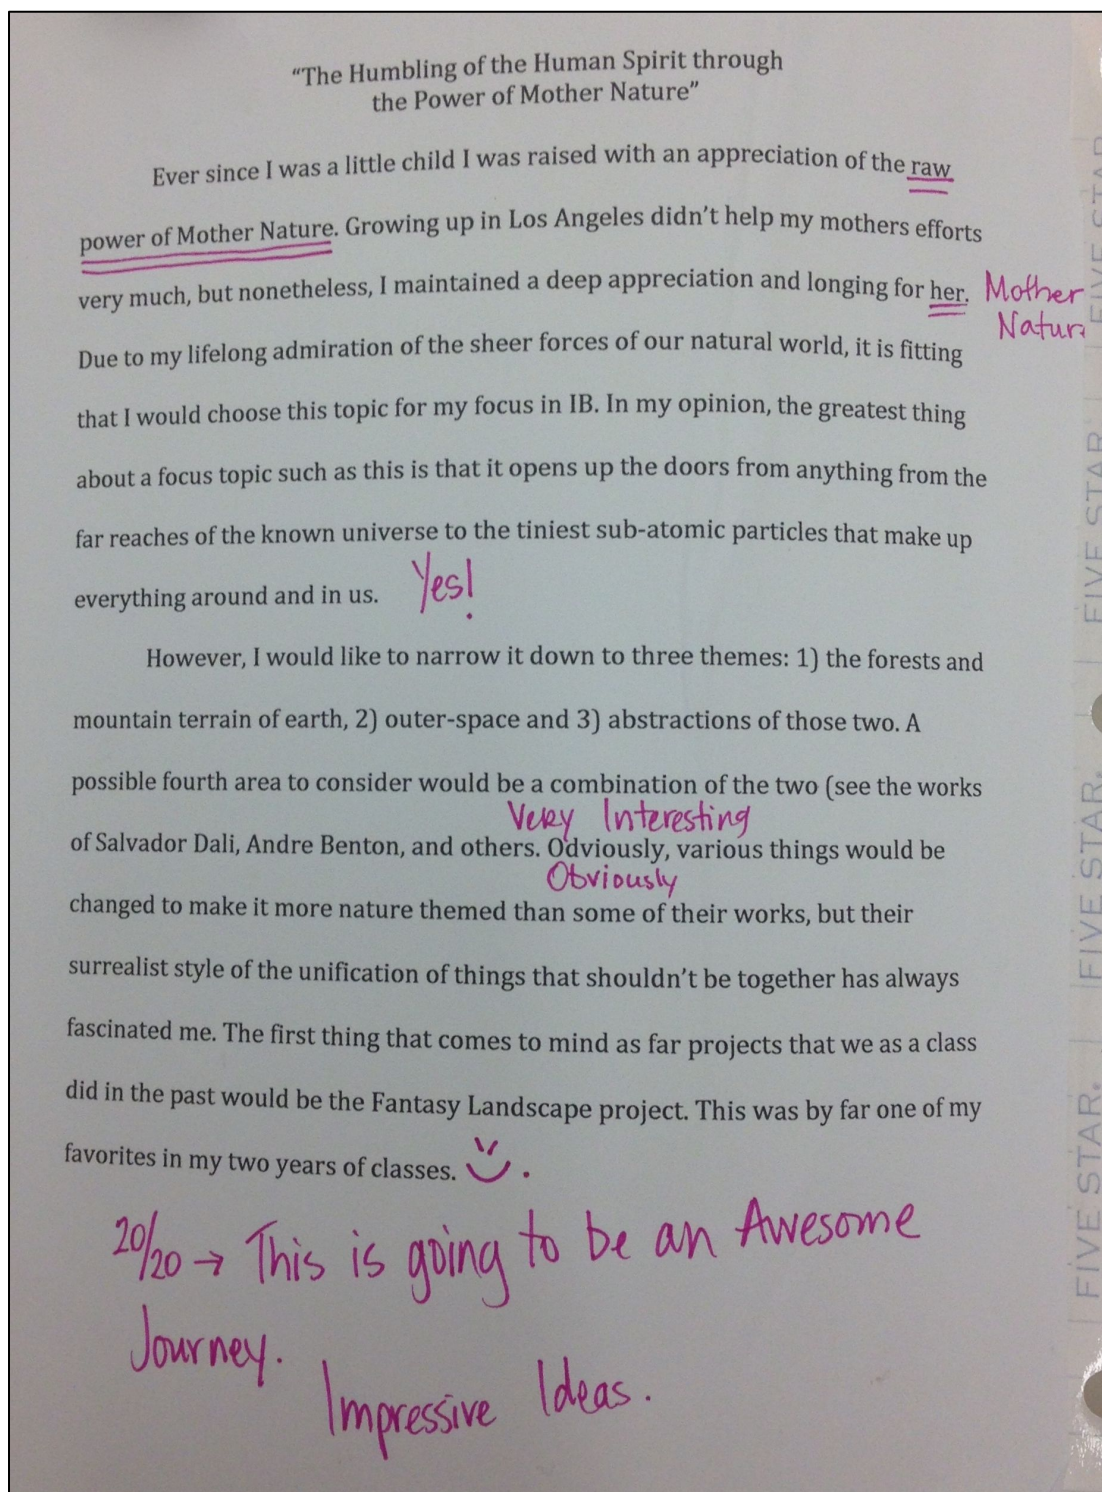 “The Humbling of the Human Spirit through
the Power of Mother Nature”
Ever since I was a little child I was raised with an appreciation of the raw
power of Mother Nature. Growing up in Los Angeles didn’t help my mothers efforts
very much, but nonetheless, I maintained a deep appreciation and longing for her. Mother
Natur
Due to my lifelong admiration of the sheer forces of our natural world, it is fitting
that I would choose this topic for my focus in IB. In my opinion, the greatest thing
about a focus topic such as this is that it opens up the doors from anything from the
far reaches of the known universe to the tiniest sub-atomic particles that make up
everything around and in us. Yes!
However, I would like to narrow it down to three themes: 1) the forests and
mountain terrain of earth, 2) outer-space and 3) abstractions of those two. A
possible fourth area to consider would be a combination of the two (see the works
Very Interesting
of Salvador Dali, Andre Benton, and others. Odviously, various things would be
Obviously
changed to make it more nature themed than some of their works, but their
surrealist style of the unification of things that shouldn’t be together has always
fascinated me. The first thing that comes to mind as far projects that we as a class
did in the past would be the Fantasy Landscape project. This was by far one of my
favorites in my two years of classes.
20/20 → This is going to be an Awesome
Journey.
Impressive Ideas.
FIVE STAR.
FIVE STAR.
FIVE STAR.
FIVE STAR